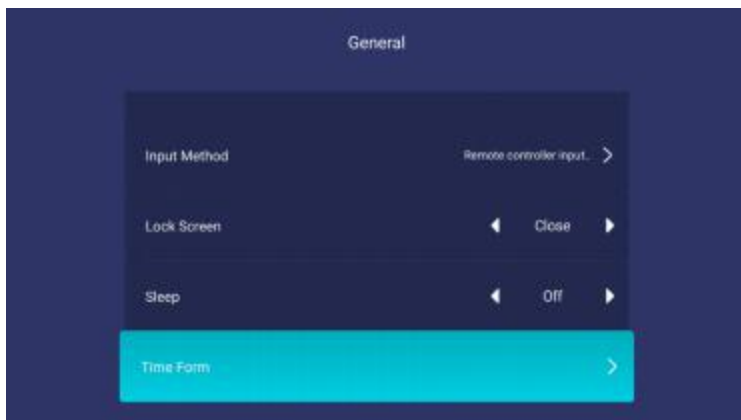 General
Input Method Remote controller input..
Lock Screen Close
Sleep Off
Time Form